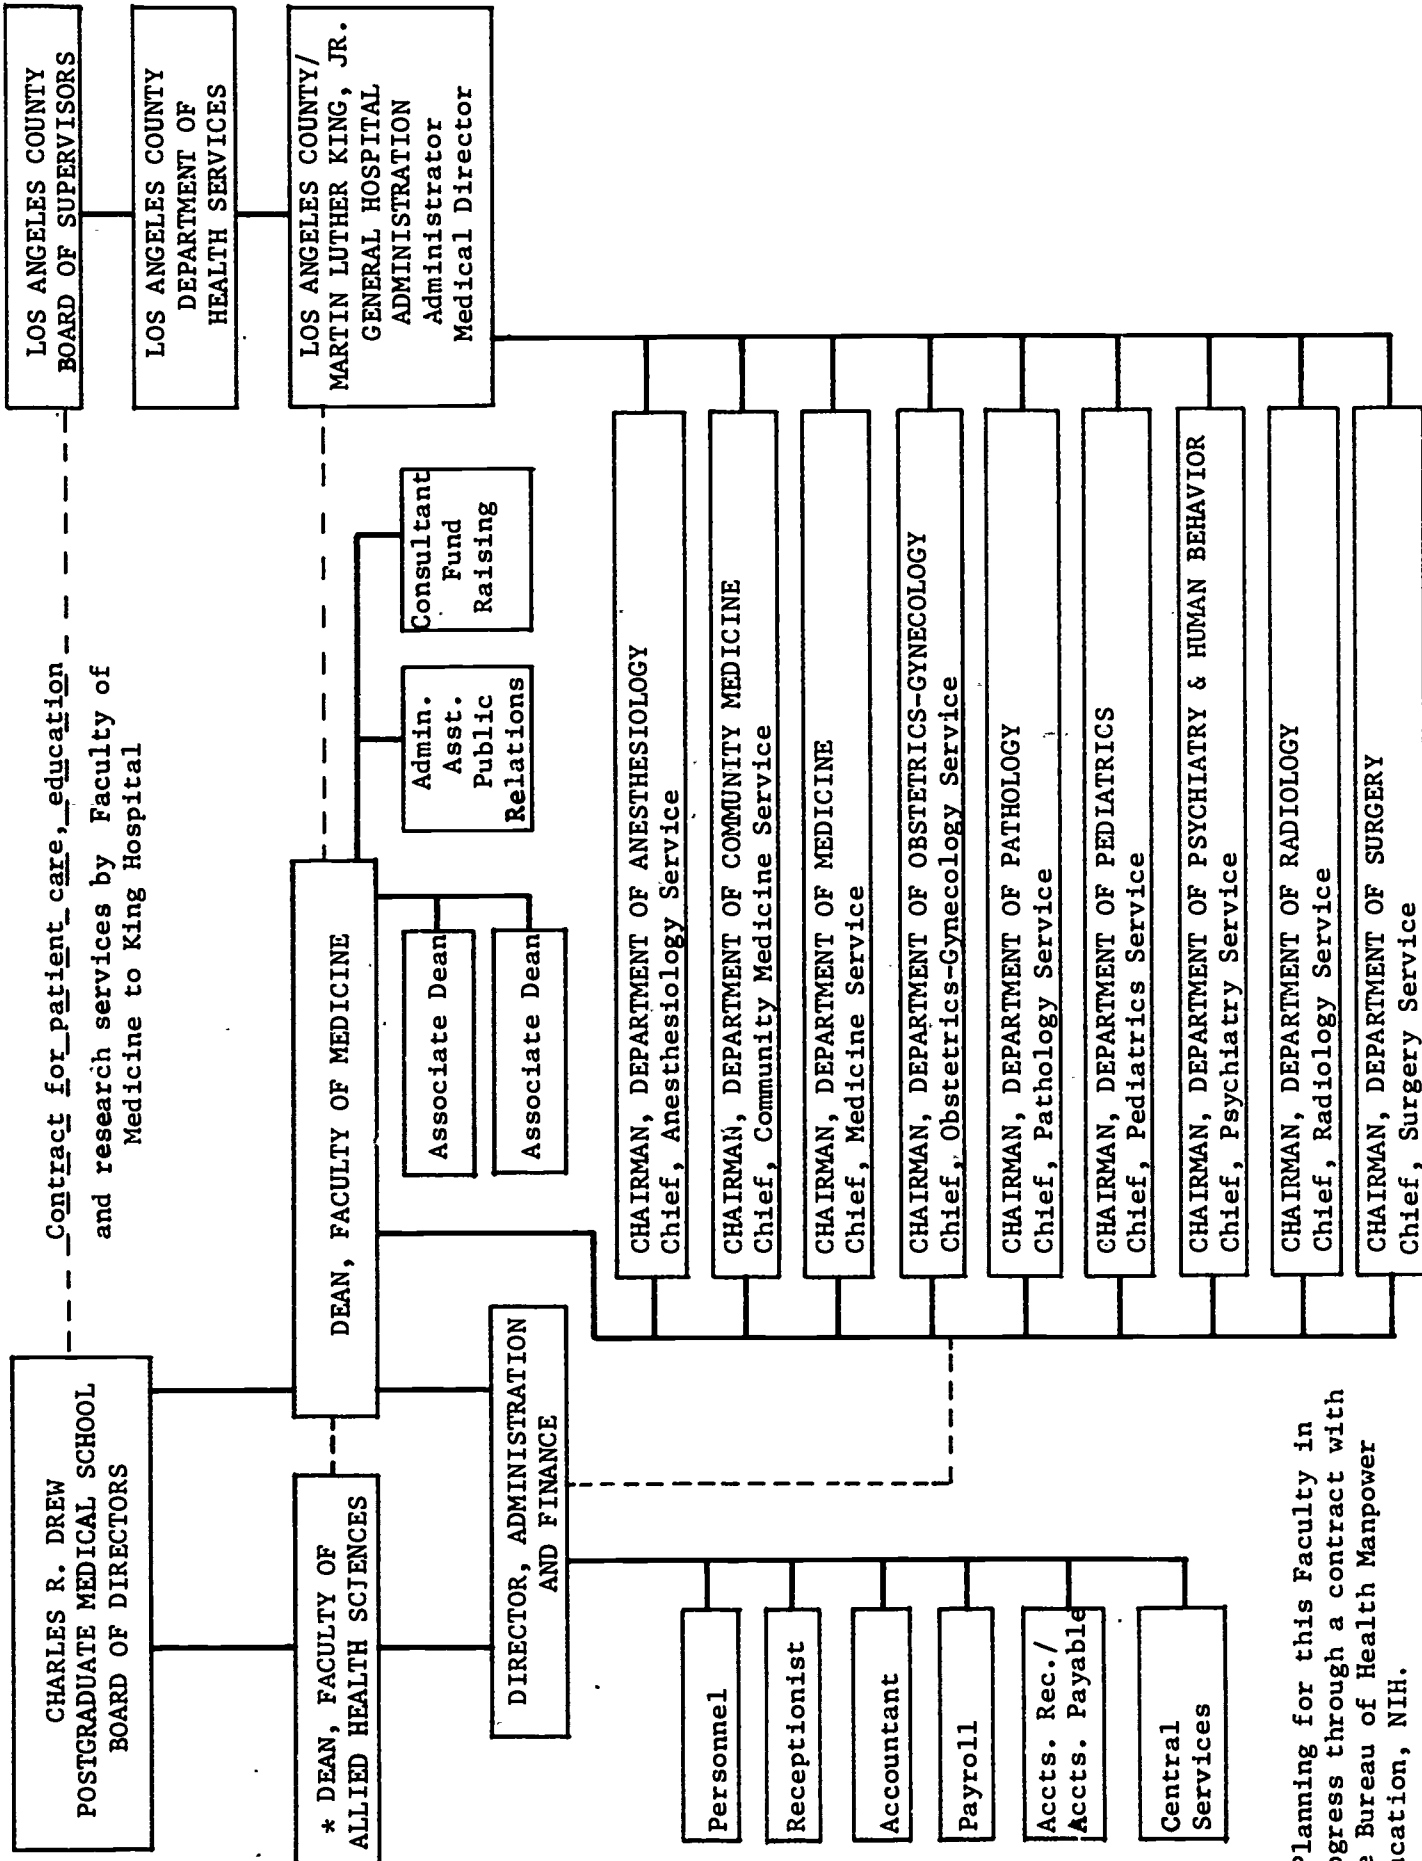 CHARLES R. DREW
POSTGRADUATE MEDICAL SCHOOL
BOARD OF DIRECTORS
Contract for patient care, education
and research services by Faculty of
Medicine to King Hospital
LOS ANGELES COUNTY
BOARD OF SUPERVISORS
LOS ANGELES COUNTY
DEPARTMENT OF
HEALTH SERVICES
LOS ANGELES COUNTY/
MARTIN LUTHER KING, JR.
GENERAL HOSPITAL
ADMINISTRATION
Administrator
Medical Director
* DEAN, FACULTY OF
ALLIED HEALTH SCIENCES
DEAN, FACULTY OF MEDICINE
Associate Dean
Associate Dean
Admin.
Asst.
Public
Relations
Consultant
Fund
Raising
DIRECTOR, ADMINISTRATION
AND FINANCE
Personnel
Receptionist
Accountant
Payroll
Accts. Rec./
Accts. Payable
Central
Services
CHAIRMAN, DEPARTMENT OF ANESTHESIOLOGY
Chief, Anesthesiology Service
CHAIRMAN, DEPARTMENT OF COMMUNITY MEDICINE
Chief, Community Medicine Service
CHAIRMAN, DEPARTMENT OF MEDICINE
Chief, Medicine Service
CHAIRMAN, DEPARTMENT OF OBSTETRICS-GYNECOLOGY
Chief, Obstetrics-Gynecology Service
CHAIRMAN, DEPARTMENT OF PATHOLOGY
Chief, Pathology Service
CHAIRMAN, DEPARTMENT OF PEDIATRICS
Chief, Pediatrics Service
CHAIRMAN, DEPARTMENT OF PSYCHIATRY & HUMAN BEHAVIOR
Chief, Psychiatry Service
CHAIRMAN, DEPARTMENT OF RADIOLOGY
Chief, Radiology Service
CHAIRMAN, DEPARTMENT OF SURGERY
Chief, Surgery Service
Planning for this Faculty in
ogress through a contract with
e Bureau of Health Manpower
ucation, NIH.